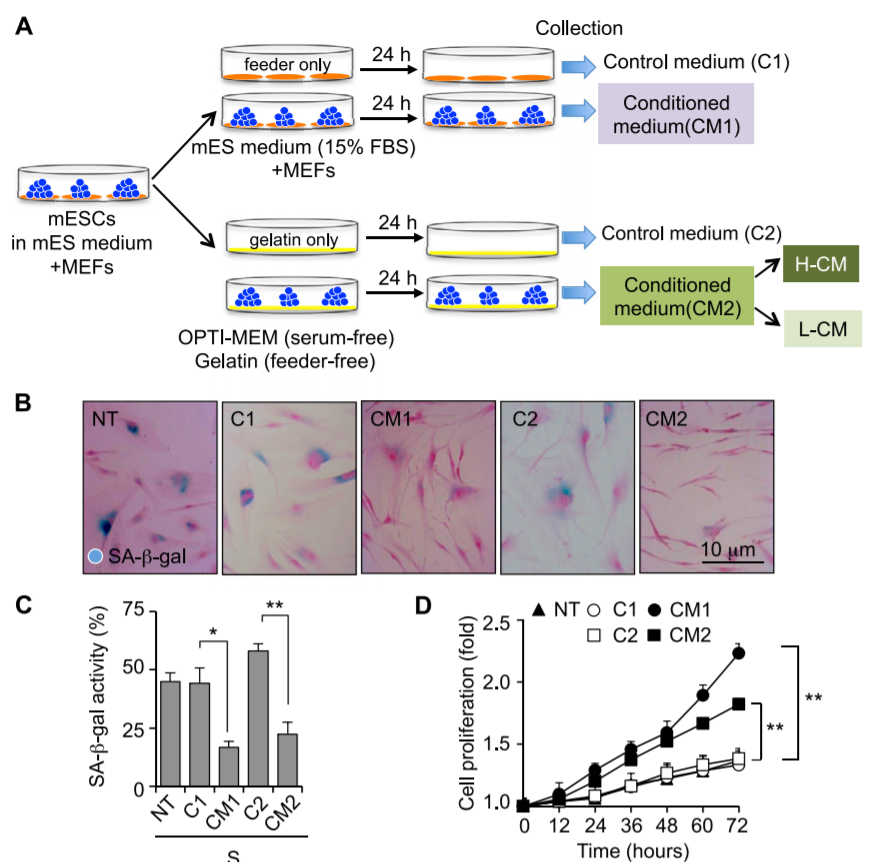 A
Collection
feeder only
24 h
Control medium (C1)
24 h
Conditioned
medium(CM1)
mES medium (15% FBS)
+MEFs
mESCs
in mES medium
+MEFs
gelatin only
24 h
Control medium (C2)
24 h
Conditioned
medium(CM2)
H-CM
L-CM
OPTI-MEM (serum-free)
Gelatin (feeder-free)
B
NT
C1
CM1
C2
CM2
SA-β-gal
10 μm
C
SA-β-gal activity (%)
75
50
25
0
*
**
NT
C1
CM1
C2
CM2
S
D
Cell proliferation (fold)
NT
C1
CM1
C2
CM2
2.5
2.0
1.5
1.0
**
**
0
12
24
36
48
60
72
Time (hours)